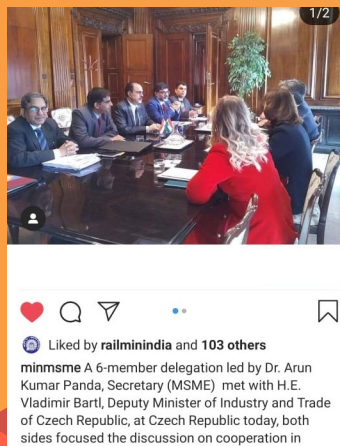 1/2
Liked by railminindia and 103 others
minmsme A 6-member delegation led by Dr. Arun
Kumar Panda, Secretary (MSME) met with H.E.
Vladimir Bartl, Deputy Minister of Industry and Trade
of Czech Republic, at Czech Republic today, both
sides focused the discussion on cooperation in